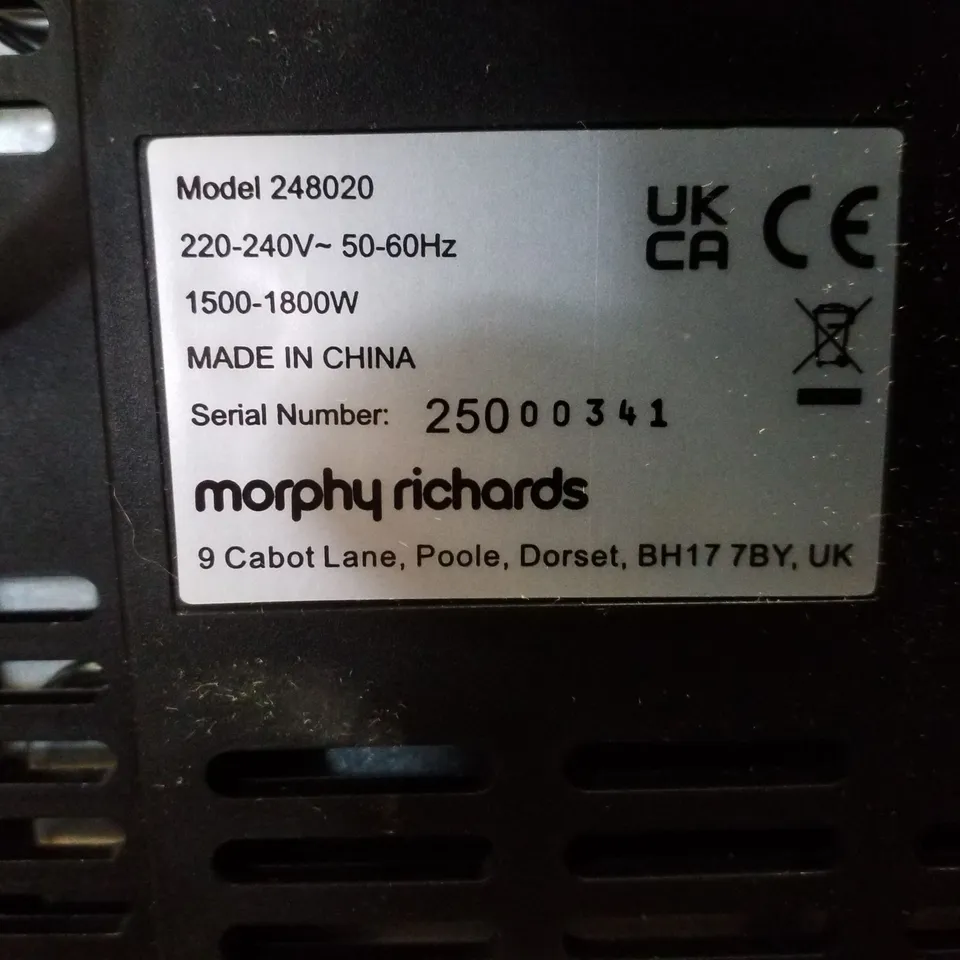 Model 248020
220-240V~ 50-60Hz
1500-1800W
MADE IN CHINA
Serial Number: 25000341
morphy richards
9 Cabot Lane, Poole, Dorset, BH17 7BY, UK
UK
CA
CE